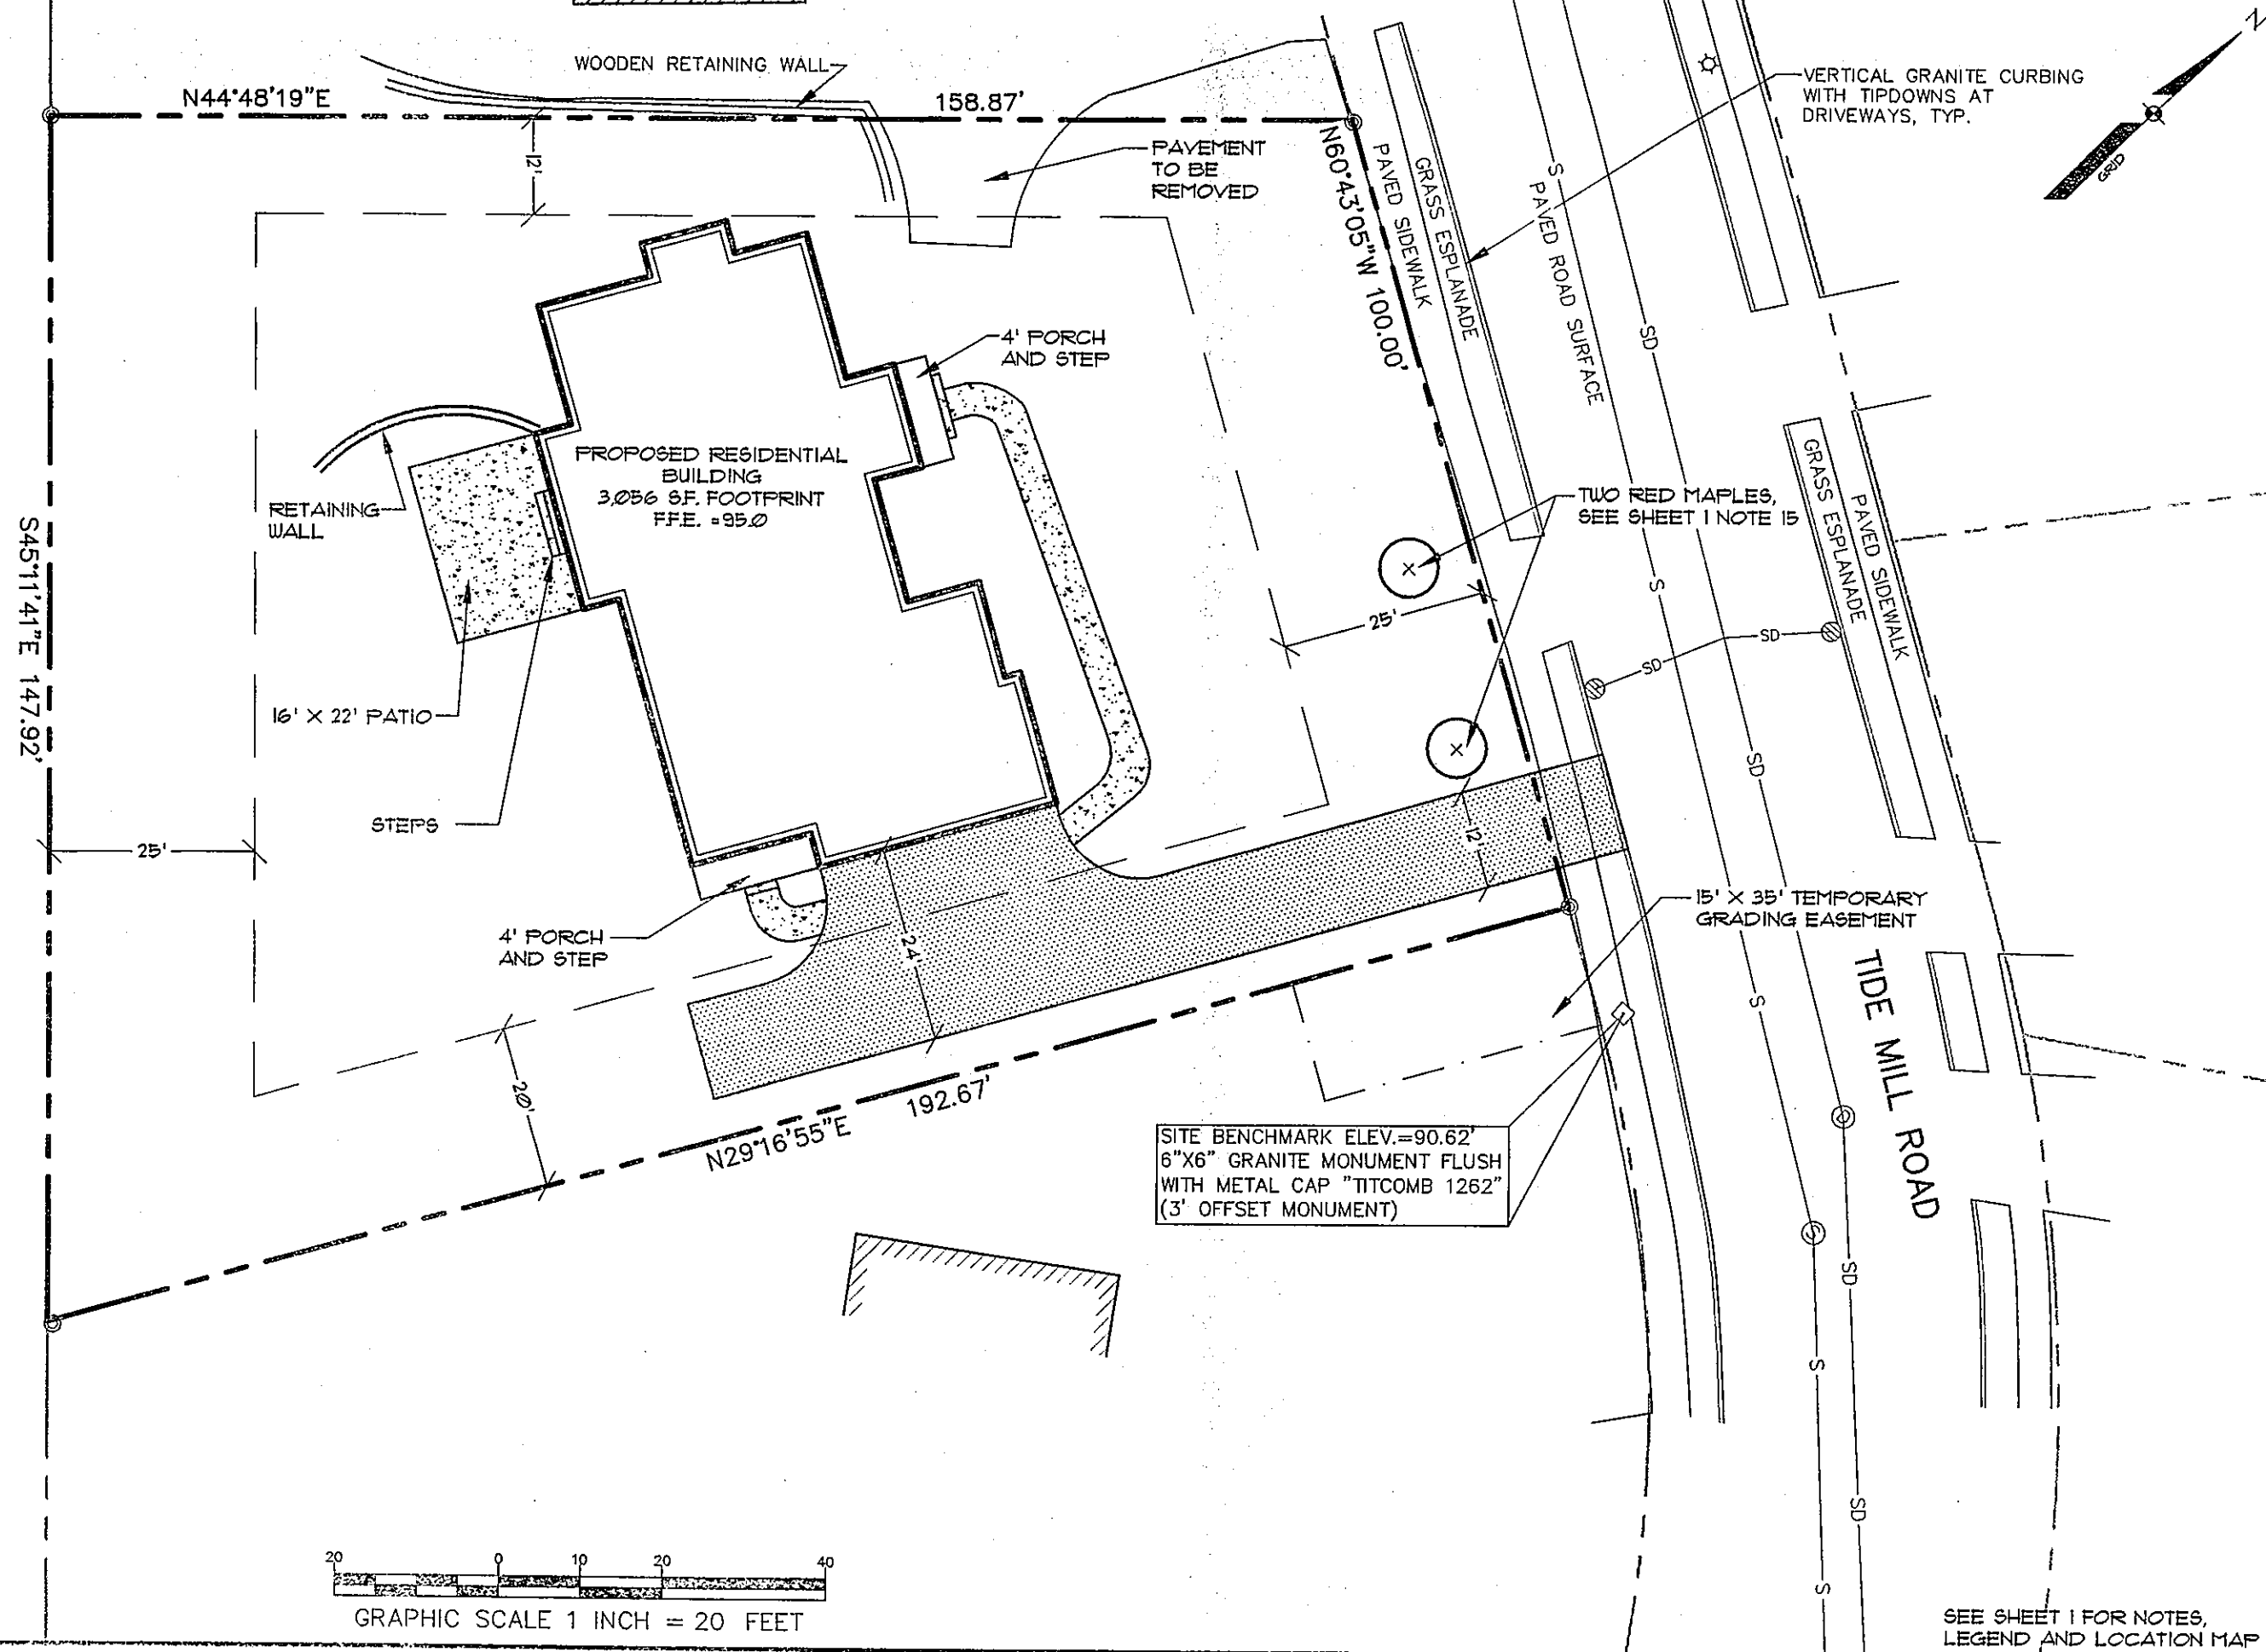 WOODEN RETAINING WALL
N44°48'19"E
158.87'
VERTICAL GRANITE CURBING
WITH TIPDOWNS AT
DRIVEWAYS, TYP.
N
GRID
12'
PAVEMENT
TO BE
REMOVED
N60°43'05"W 100.00'
PAVED SIDEWALK
GRASS ESPLANADE
S
PAVED ROAD SURFACE
SD
4' PORCH
AND STEP
PROPOSED RESIDENTIAL
BUILDING
3,056 S.F. FOOTPRINT
F.F.E. =95.0
RETAINING
WALL
TWO RED MAPLES,
SEE SHEET 1 NOTE 15
GRASS ESPLANADE
PAVED SIDEWALK
S45°11'41"E 147.92'
25'
S
SD
SD
16' X 22' PATIO
STEPS
SD
25'
12'
15' X 35' TEMPORARY
GRADING EASEMENT
4' PORCH
AND STEP
24'
S
TIDE MILL ROAD
20'
192.67'
N29°16'55"E
SITE BENCHMARK ELEV.=90.62'
6"X6" GRANITE MONUMENT FLUSH
WITH METAL CAP "TITCOMB 1262"
(3' OFFSET MONUMENT)
D
S
SD
S
SD
S
20 0 10 20 40
GRAPHIC SCALE 1 INCH = 20 FEET
SEE SHEET 1 FOR NOTES,
LEGEND AND LOCATION MAP